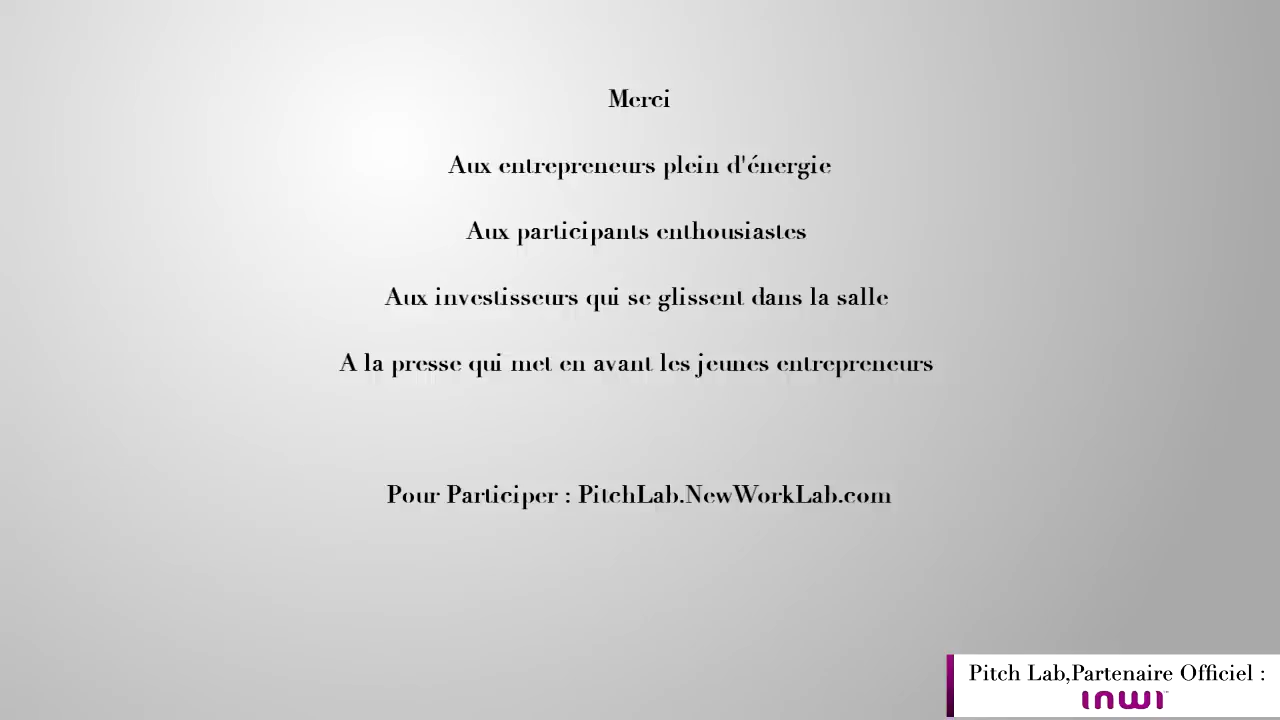 Merci
Aux entrepreneurs plein d'énergie
Aux participants enthousiastes
Aux investisseurs qui se glissent dans la salle
A la presse qui met en avant les jeunes entrepreneurs
Pour Participer : PitchLab.NewWorkLab.com
Pitch Lab,Partenaire Officiel :
inwi